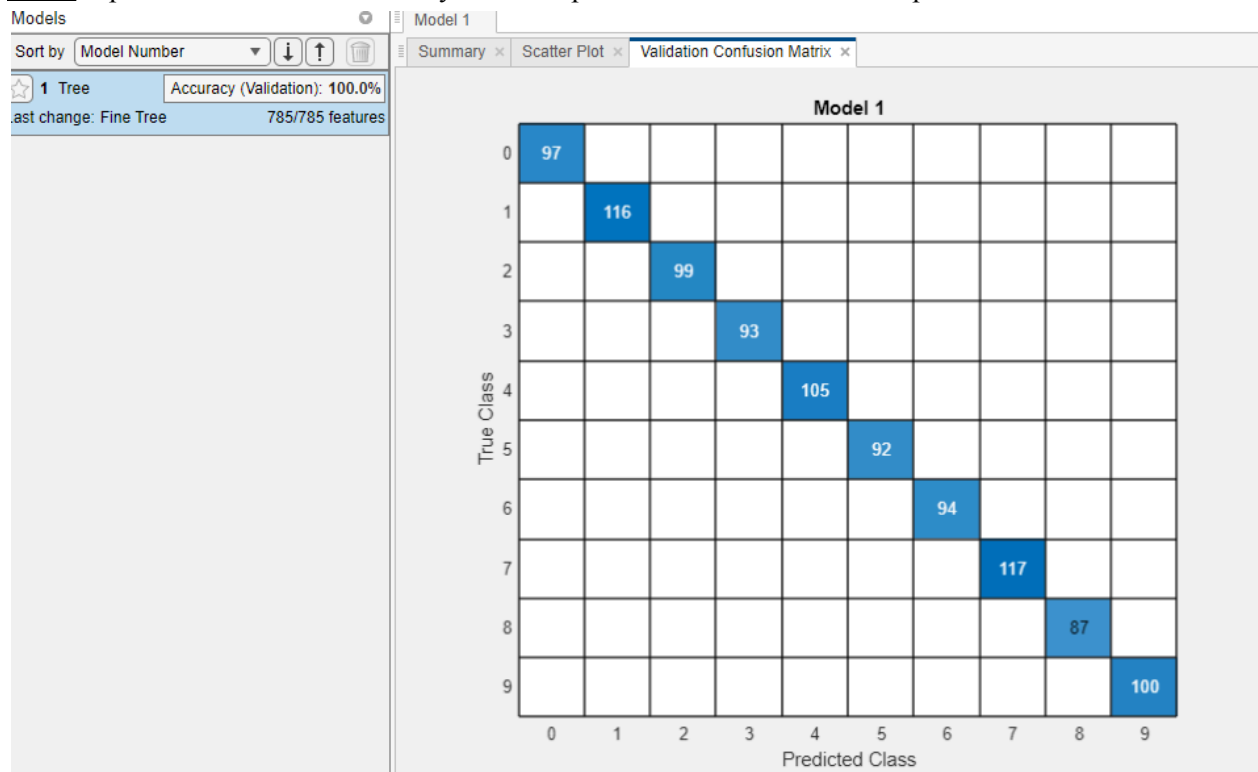 Models
Sort by Model Number
1 Tree Accuracy (Validation): 100.0%
ast change: Fine Tree 785/785 features
Model 1
Summary × Scatter Plot × Validation Confusion Matrix ×
Model 1
0 97
1 116
2 99
3 93
4 105
5 92
6 94
7 117
8 87
9 100
True Class
0 1 2 3 4 5 6 7 8 9
Predicted Class